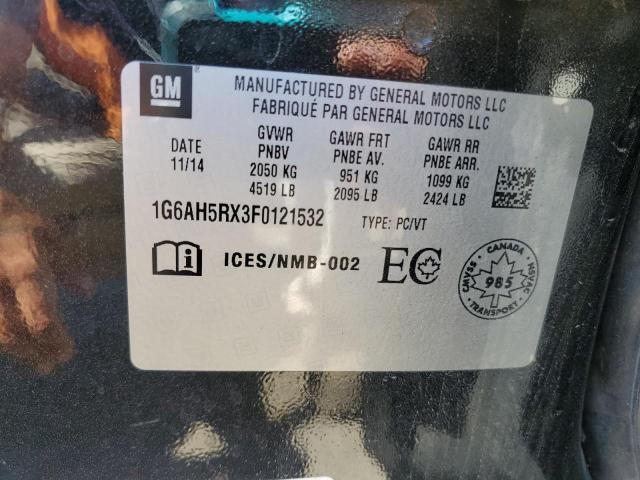 GM
MANUFACTURED BY GENERAL MOTORS LLC
FABRIQUÉ PAR GENERAL MOTORS LLC
DATE
11/14
GVWR
PNBV
2050 KG
4519 LB
GAWR FRT
PNBE AV.
951 KG
2095 LB
GAWR RR
PNBE ARR.
1099 KG
2424 LB
1G6AH5RX3F0121532 TYPE: PC/VT
i ICES/NMB-002 EC
CANADA
CMVSS
NSVAC
985
TRANSPORT